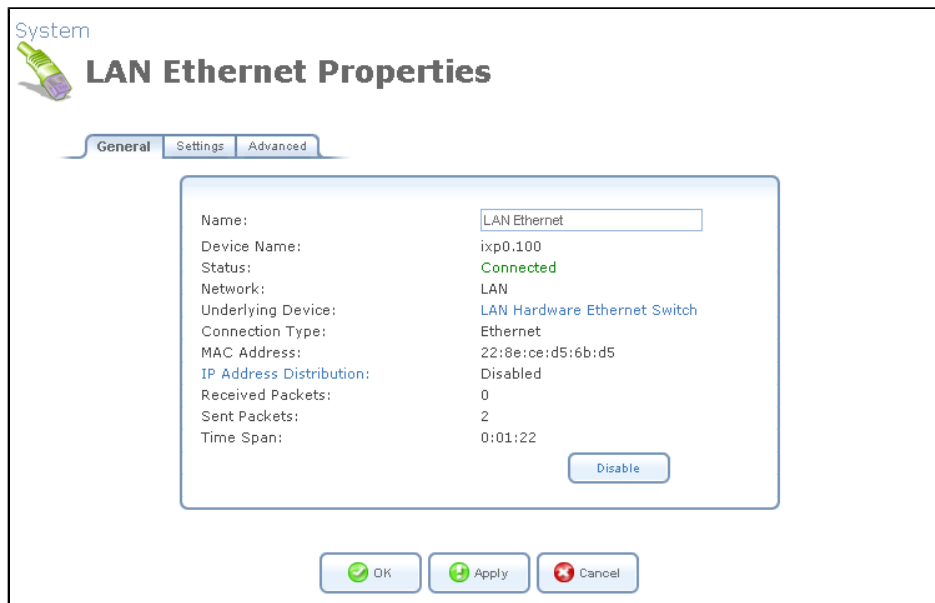 System
LAN Ethernet Properties
General Settings Advanced
Name: LAN Ethernet
Device Name: ixp0.100
Status: Connected
Network: LAN
Underlying Device: LAN Hardware Ethernet Switch
Connection Type: Ethernet
MAC Address: 22:8e:ce:d5:6b:d5
IP Address Distribution: Disabled
Received Packets: 0
Sent Packets: 2
Time Span: 0:01:22
Disable
OK Apply Cancel